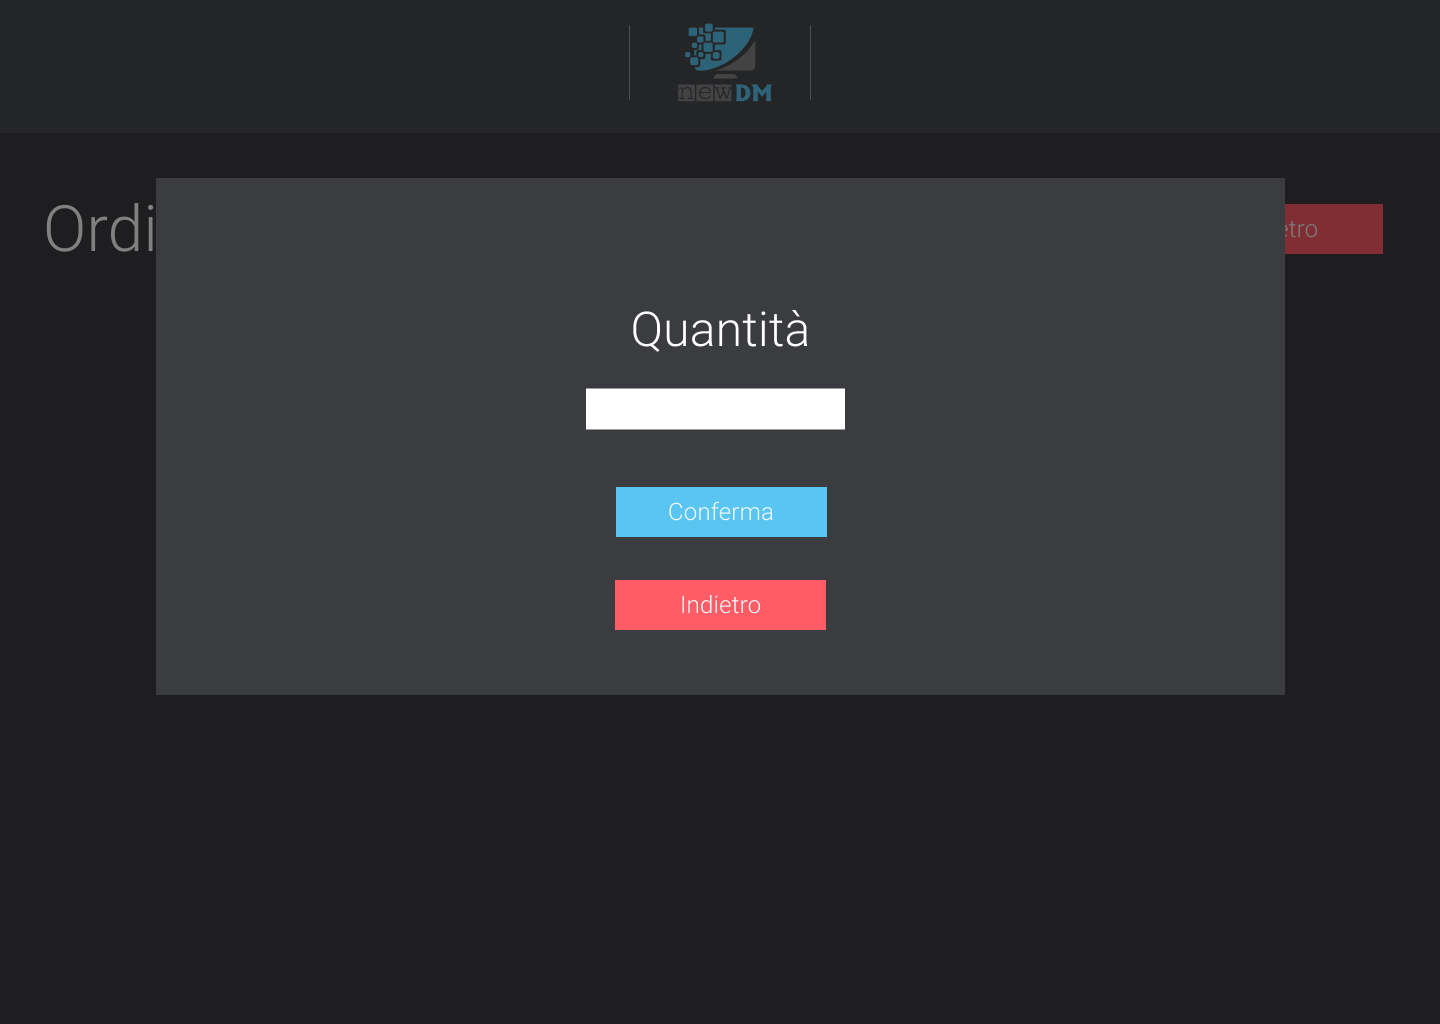 newDM
Ordi
etro
Quantità
Conferma
Indietro